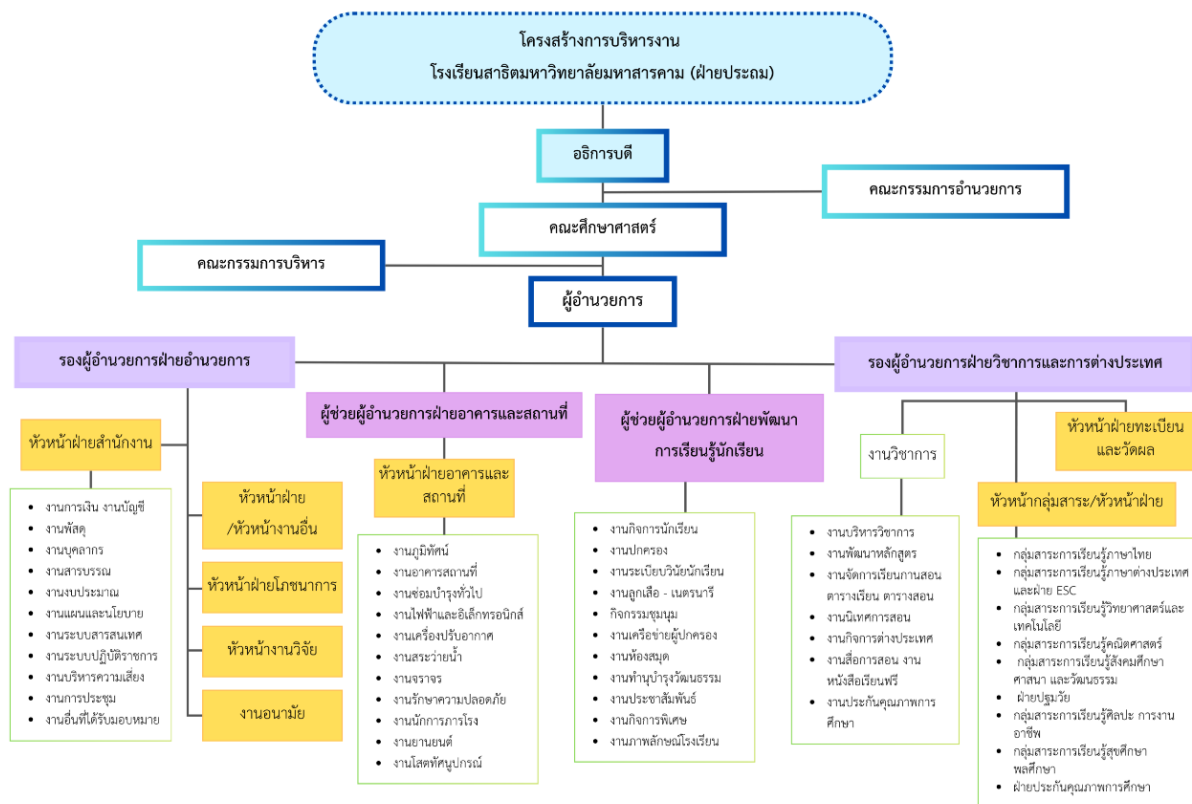 โครงสร้างการบริหารงาน
โรงเรียนสาธิตมหาวิทยาลัยมหาสารคาม (ฝ่ายประถม)
อธิการบดี
คณะกรรมการอำนวยการ
คณะศึกษาศาสตร์
คณะกรรมการบริหาร
ผู้อำนวยการ
รองผู้อำนวยการฝ่ายอำนวยการ
รองผู้อำนวยการฝ่ายวิชาการและการต่างประเทศ
ผู้ช่วยผู้อำนวยการฝ่ายอาคารและสถานที่
ผู้ช่วยผู้อำนวยการฝ่ายพัฒนา
การเรียนรู้นักเรียน
หัวหน้าฝ่ายสำนักงาน
• งานการเงิน งานบัญชี
• งานพัสดุ
• งานบุคลากร
• งานสารบรรณ
• งานงบประมาณ
• งานแผนและนโยบาย
• งานระบบสารสนเทศ
• งานระบบปฏิบัติราชการ
• งานบริหารความเสี่ยง
• งานการประชุม
• งานอื่นที่ได้รับมอบหมาย
หัวหน้าฝ่าย
/หัวหน้างานอื่น
หัวหน้าฝ่ายโภชนาการ
หัวหน้างานวิจัย
งานอนามัย
หัวหน้าฝ่ายอาคารและ
สถานที่
• งานภูมิทัศน์
• งานอาคารสถานที่
• งานซ่อมบำรุงทั่วไป
• งานไฟฟ้าและอิเล็กทรอนิกส์
• งานเครื่องปรับอากาศ
• งานสระว่ายน้ำ
• งานจราจร
• งานรักษาความปลอดภัย
• งานนักการภารโรง
• งานยานยนต์
• งานโสตทัศนูปกรณ์
• งานกิจการนักเรียน
• งานปกครอง
• งานระเบียบวินัยนักเรียน
• งานลูกเสือ - เนตรนารี
• กิจกรรมชุมนุม
• งานเครือข่ายผู้ปกครอง
• งานห้องสมุด
• งานทำนุบำรุงวัฒนธรรม
• งานประชาสัมพันธ์
• งานกิจการพิเศษ
• งานภาพลักษณ์โรงเรียน
งานวิชาการ
• งานบริหารวิชาการ
• งานพัฒนาหลักสูตร
• งานจัดการเรียนกานสอน
ตารางเรียน ตารางสอน
• งานนิเทศการสอน
• งานกิจการต่างประเทศ
• งานสื่อการสอน งาน
หนังสือเรียนฟรี
• งานประกันคุณภาพการ
ศึกษา
หัวหน้าฝ่ายทะเบียน
และวัดผล
หัวหน้ากลุ่มสาระ/หัวหน้าฝ่าย
• กลุ่มสาระการเรียนรู้ภาษาไทย
• กลุ่มสาระการเรียนรู้ภาษาต่างประเทศ
และฝ่าย ESC
• กลุ่มสาระการเรียนรู้วิทยาศาสตร์และ
เทคโนโลยี
• กลุ่มสาระการเรียนรู้คณิตศาสตร์
• กลุ่มสาระการเรียนรู้สังคมศึกษา
ศาสนา และวัฒนธรรม
• ฝ่ายปฐมวัย
• กลุ่มสาระการเรียนรู้ศิลปะ การงาน
อาชีพ
• กลุ่มสาระการเรียนรู้สุขศึกษา
พลศึกษา
• ฝ่ายประกันคุณภาพการศึกษา